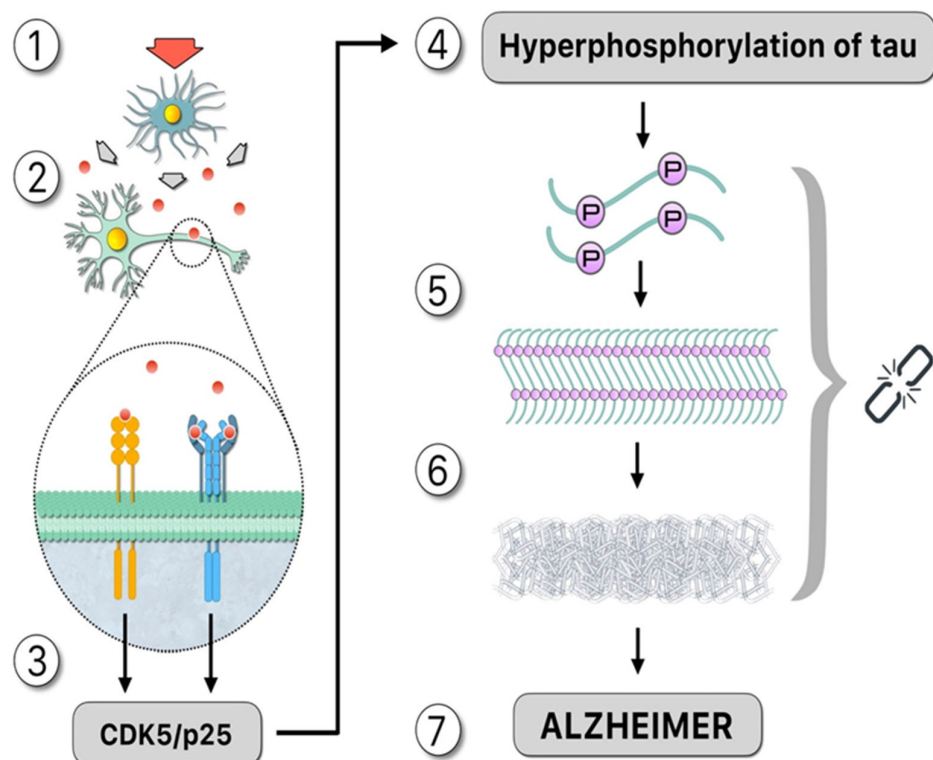 1
2
3
CDK5/p25
4
Hyperphosphorylation of tau
P
P
P
P
5
6
7
ALZHEIMER